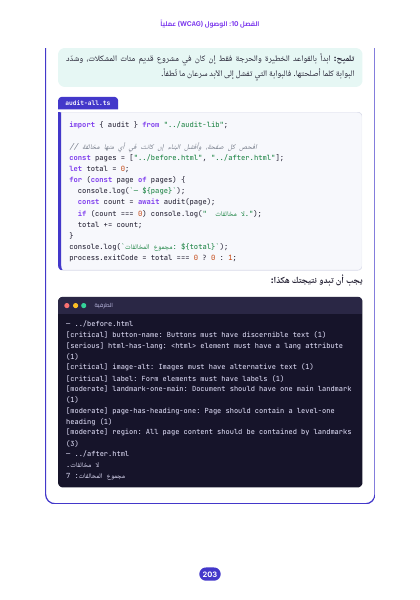 الفصل 10: الوصول (WCAG) عمليًا
تلميح: ابدأ بالقواعد الخطيرة والحرجة فقط إن كان في مشروع قديم مئات المشكلات، وشدّد
البوابة كلما أصلحتها. فالبوابة التي تفشل إلى الأبد سرعان ما تُطفأ.
audit-all.ts
import { audit } from "../audit-lib";
// افحص كل صفحة، وأفشل البناء إن كانت في أي منها مخالفة
const pages = ["../before.html", "../after.html"];
let total = 0;
for (const page of pages) {
console.log(`— ${page}`);
const count = await audit(page);
if (count === 0) console.log("  لا مخالفات.");
total += count;
}
console.log(`مجموع المخالفات: ${total}`);
process.exitCode = total === 0 ? 0 : 1;
يجب أن تبدو نتيجتك هكذا:
الطرفية
— ../before.html
[critical] button-name: Buttons must have discernible text (1)
[serious] html-has-lang: <html> element must have a lang attribute
(1)
[critical] image-alt: Images must have alternative text (1)
[critical] label: Form elements must have labels (1)
[moderate] landmark-one-main: Document should have one main landmark
(1)
[moderate] page-has-heading-one: Page should contain a level-one
heading (1)
[moderate] region: All page content should be contained by landmarks
(3)
— ../after.html
لا مخالفات.
مجموع المخالفات: 7
203